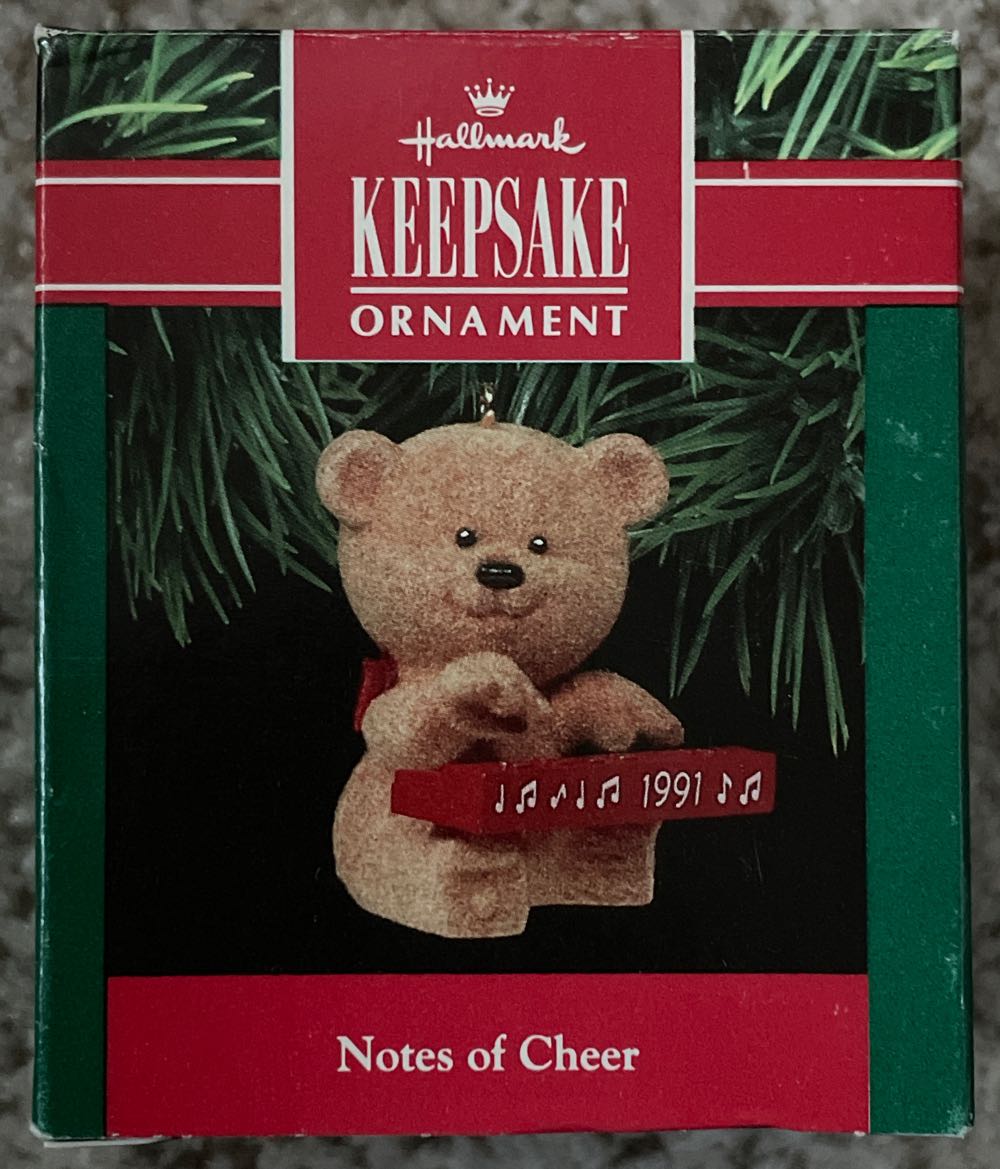 Hallmark
KEEPSAKE
ORNAMENT
1991
Notes of Cheer